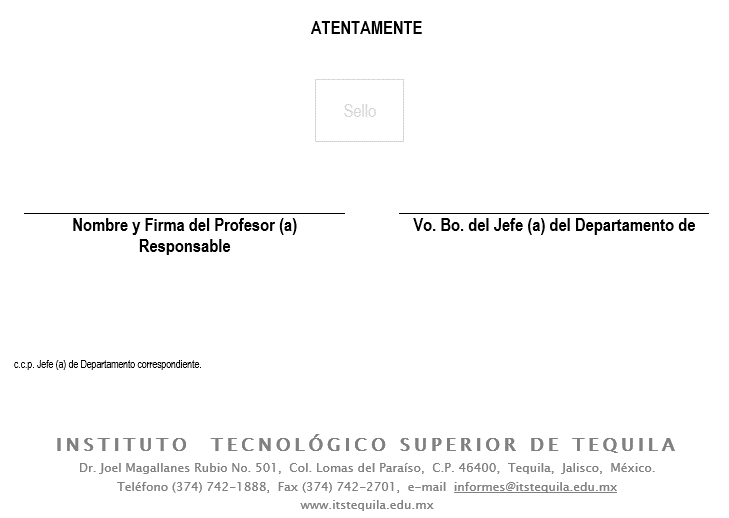 ATENTAMENTE
Sello
Nombre y Firma del Profesor (a)
Responsable
Vo. Bo. del Jefe (a) del Departamento de
c.c.p. Jefe (a) de Departamento correspondiente.
INSTITUTO TECNOLÓGICO SUPERIOR DE TEQUILA
Dr. Joel Magallanes Rubio No. 501, Col. Lomas del Paraíso, C.P. 46400, Tequila, Jalisco, México.
Teléfono (374) 742-1888, Fax (374) 742-2701, e-mail informes@itstequila.edu.mx
www.itstequila.edu.mx